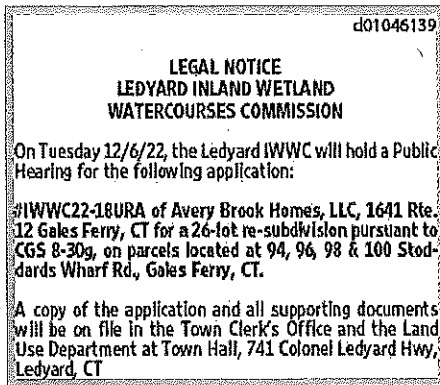 d01046139
LEGAL NOTICE
LEDYARD INLAND WETLAND
WATERCOURSES COMMISSION
On Tuesday 12/6/22, the Ledyard IWWC will hold a Public
Hearing for the following application:
#IWWC22-18URA of Avery Brook Homes, LLC, 1641 Rte.
12 Gales Ferry, CT for a 26-lot re-subdivision pursuant to
CGS 8-30g, on parcels located at 94, 96, 98 & 100 Stod-
dards Wharf Rd., Gales Ferry, CT.
A copy of the application and all supporting documents
will be on file in the Town Clerk's Office and the Land
Use Department at Town Hall, 741 Colonel Ledyard Hwy,
Ledyard, CT